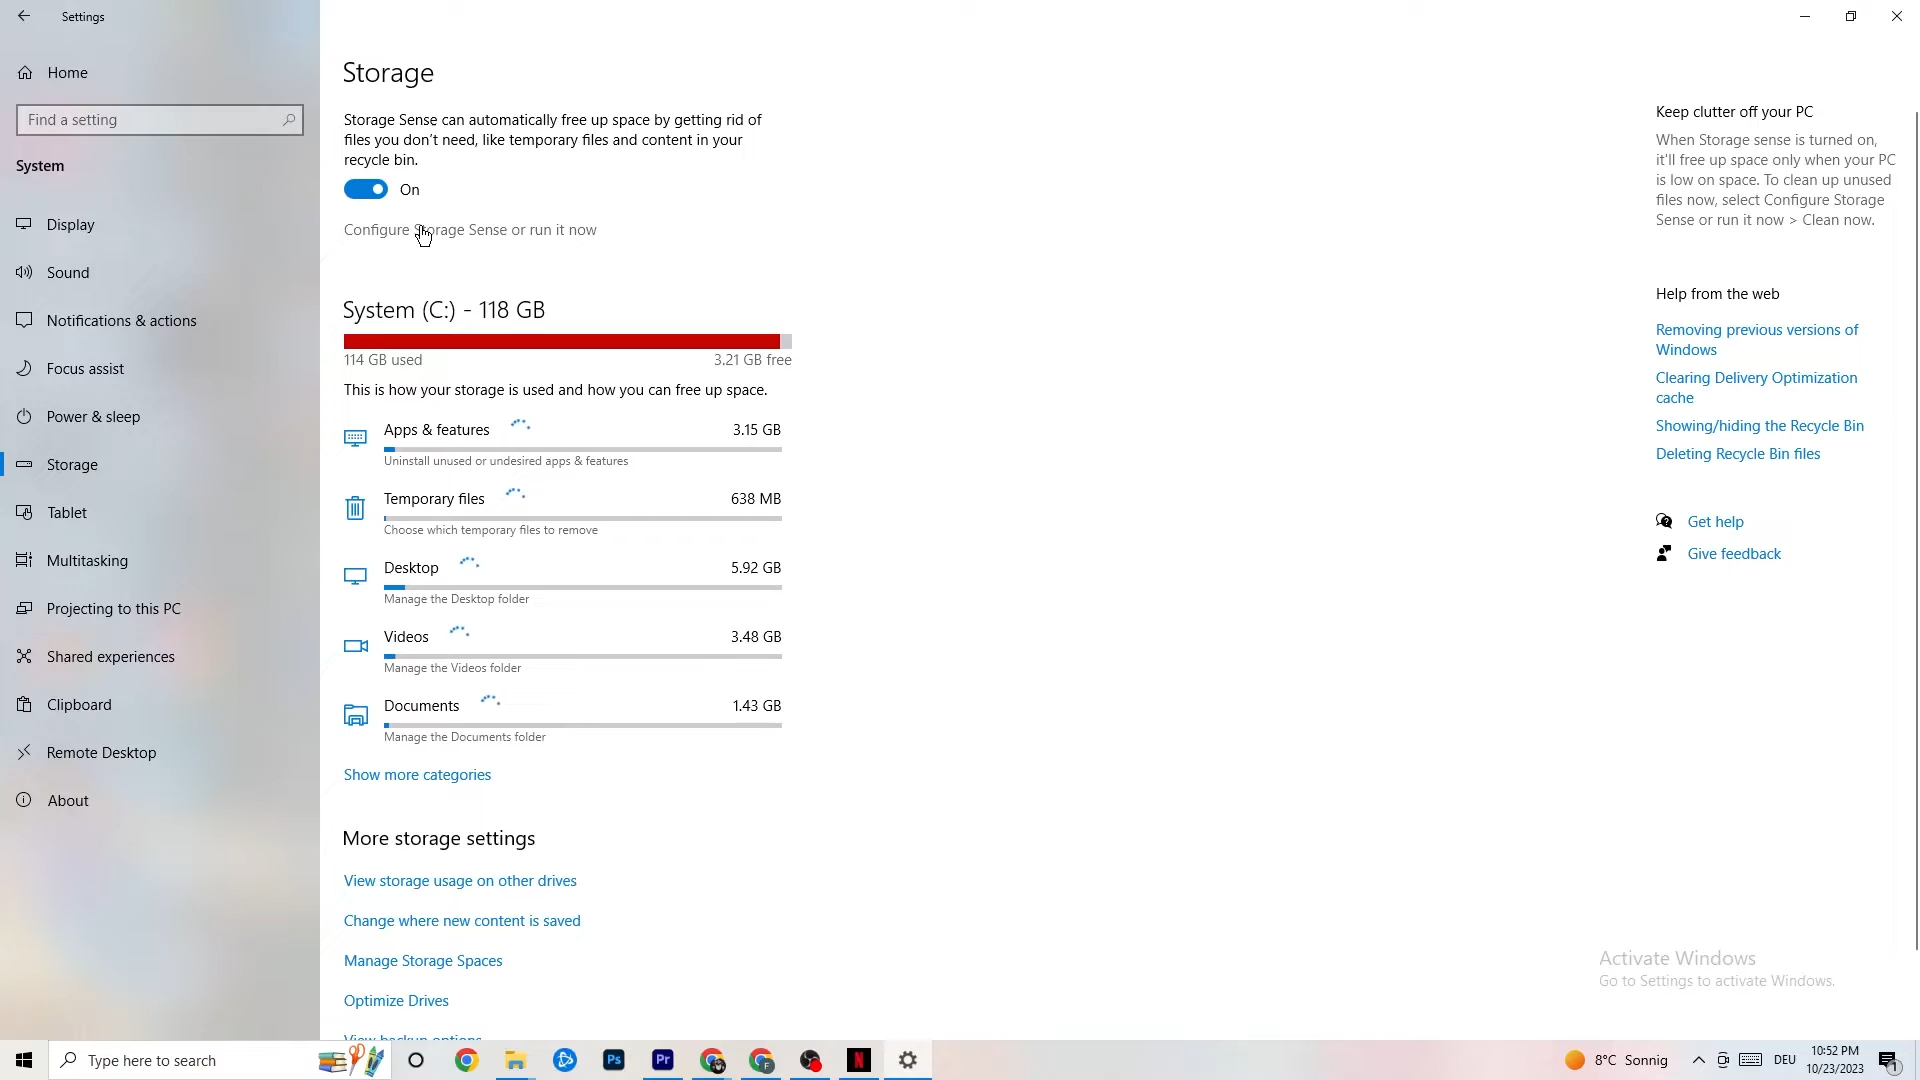 Settings
Home
Find a setting
System
Display
Sound
Notifications & actions
Focus assist
Power & sleep
Storage
Tablet
Multitasking
Projecting to this PC
Shared experiences
Clipboard
Remote Desktop
About
Storage
Storage Sense can automatically free up space by getting rid of
files you don't need, like temporary files and content in your
recycle bin.
On
Configure Storage Sense or run it now
System (C:) - 118 GB
114 GB used
3.21 GB free
This is how your storage is used and how you can free up space.
Apps & features
3.15 GB
Uninstall unused or undesired apps & features
Temporary files
638 MB
Choose which temporary files to remove
Desktop
5.92 GB
Manage the Desktop folder
Videos
3.48 GB
Manage the Videos folder
Documents
1.43 GB
Manage the Documents folder
Show more categories
More storage settings
View storage usage on other drives
Change where new content is saved
Manage Storage Spaces
Optimize Drives
View backup options
Keep clutter off your PC
When Storage sense is turned on,
it'll free up space only when your PC
is low on space. To clean up unused
files now, select Configure Storage
Sense or run it now > Clean now.
Help from the web
Removing previous versions of
Windows
Clearing Delivery Optimization
cache
Showing/hiding the Recycle Bin
Deleting Recycle Bin files
Get help
Give feedback
Activate Windows
Go to Settings to activate Windows.
Type here to search
Ps
Pr
F
N
8°C Sonnig
DEU
10:52 PM
10/23/2023
1